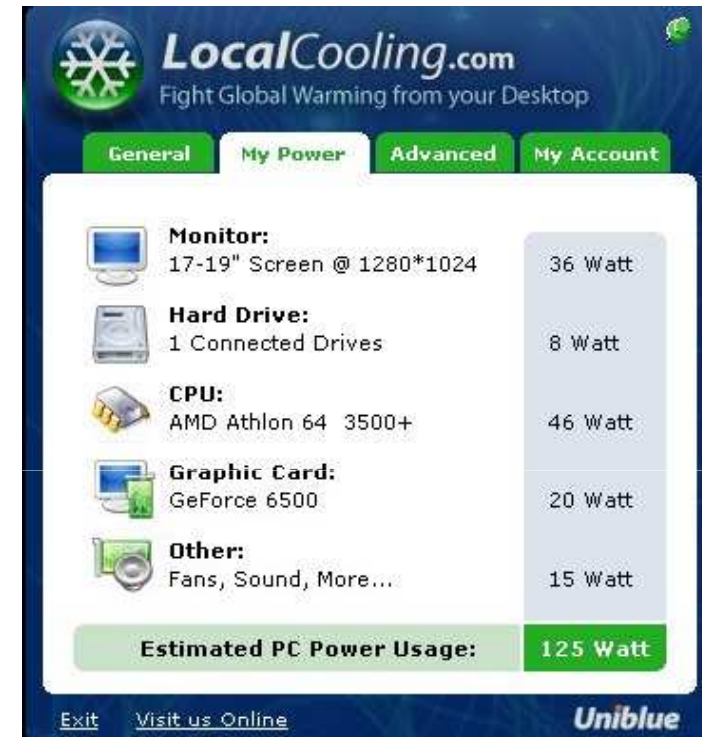 LocalCooling.com
Fight Global Warming from your Desktop
General My Power Advanced My Account
Monitor:
17-19" Screen @ 1280*1024 36 Watt
Hard Drive:
1 Connected Drives 8 Watt
CPU:
AMD Athlon 64 3500+ 46 Watt
Graphic Card:
GeForce 6500 20 Watt
Other:
Fans, Sound, More... 15 Watt
Estimated PC Power Usage: 125 Watt
Exit Visit us Online Uniblue